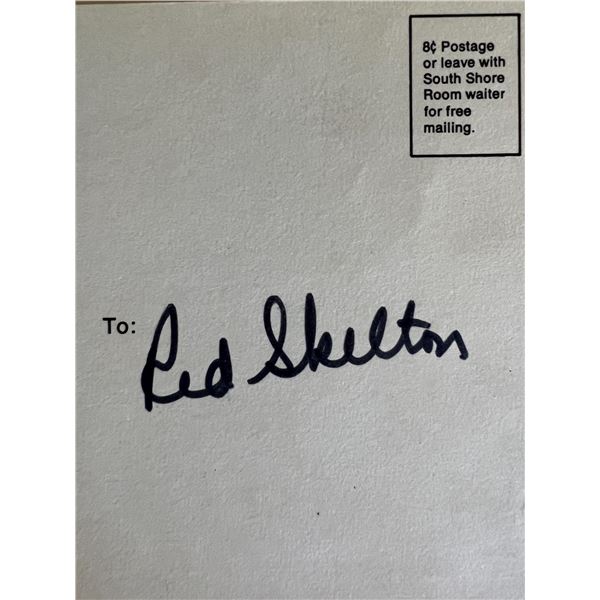 8¢ Postage
or leave with
South Shore
Room waiter
for free
mailing.
To: Red Skelton